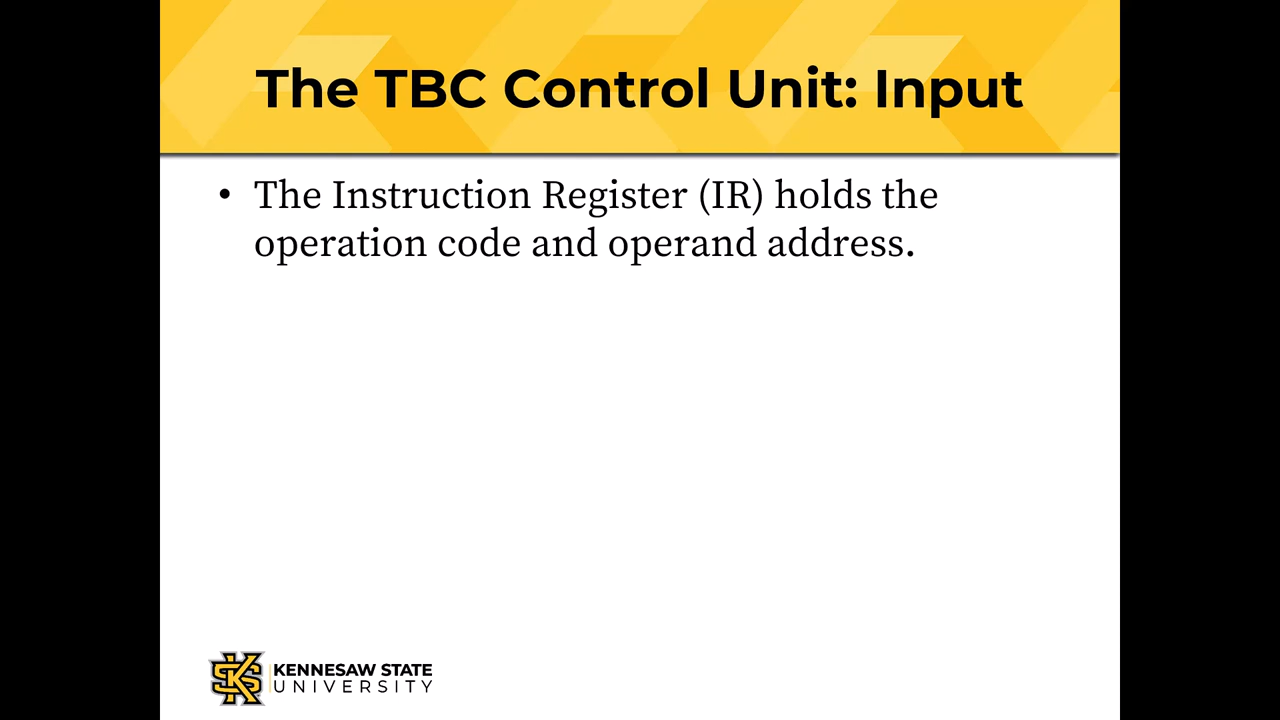 The TBC Control Unit: Input
• The Instruction Register (IR) holds the
operation code and operand address.
KENNESAW STATE
UNIVERSITY